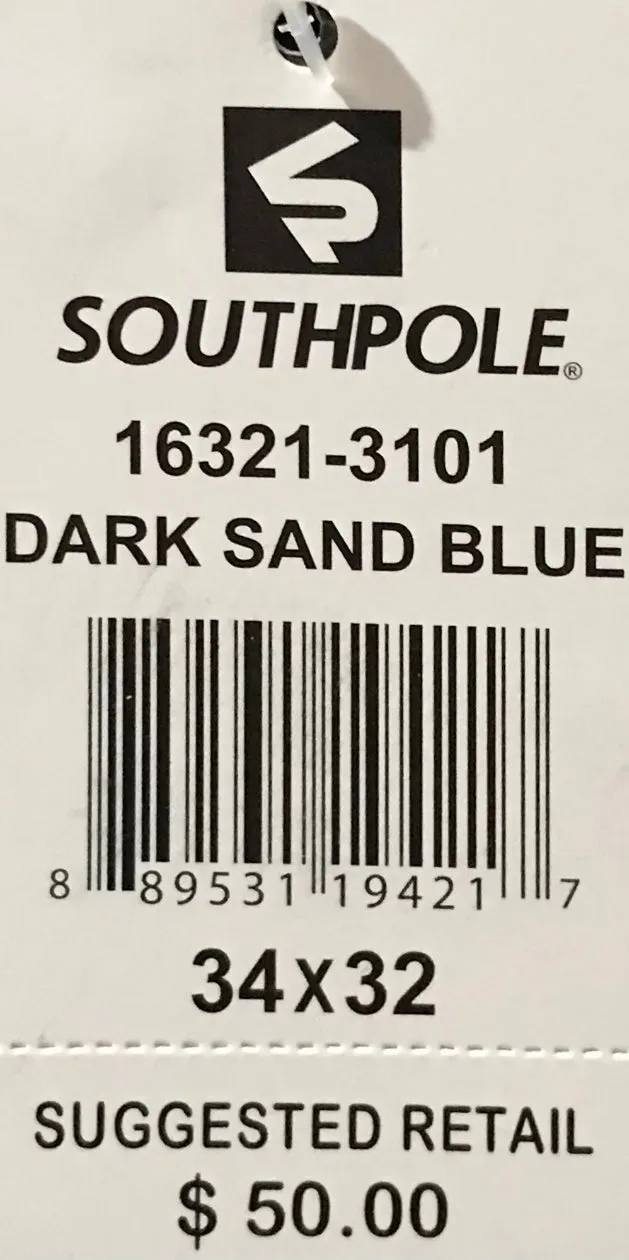 SOUTHPOLE®
16321-3101
DARK SAND BLUE
8 89531 19421 7
34X32
SUGGESTED RETAIL
$ 50.00